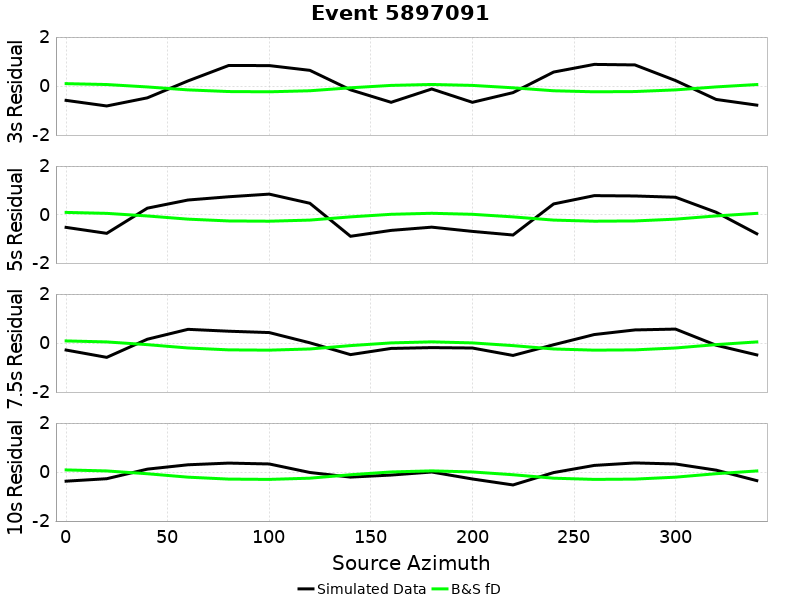 Event 5897091
3s Residual
2
0
-2
5s Residual
2
0
-2
7.5s Residual
2
0
-2
10s Residual
2
0
-2
0 50 100 150 200 250 300
Source Azimuth
Simulated Data B&S fD